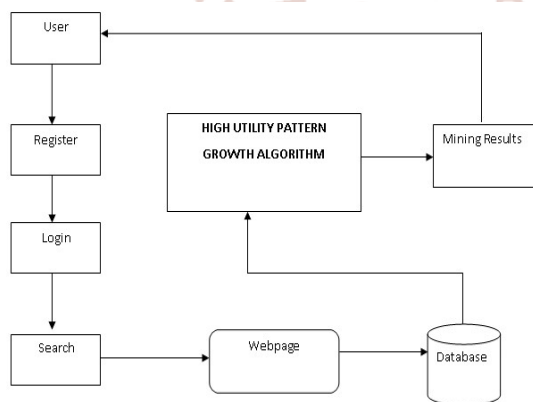 User
Register
Login
Search
HIGH UTILITY PATTERN
GROWTH ALGORITHM
Mining Results
Webpage
Database